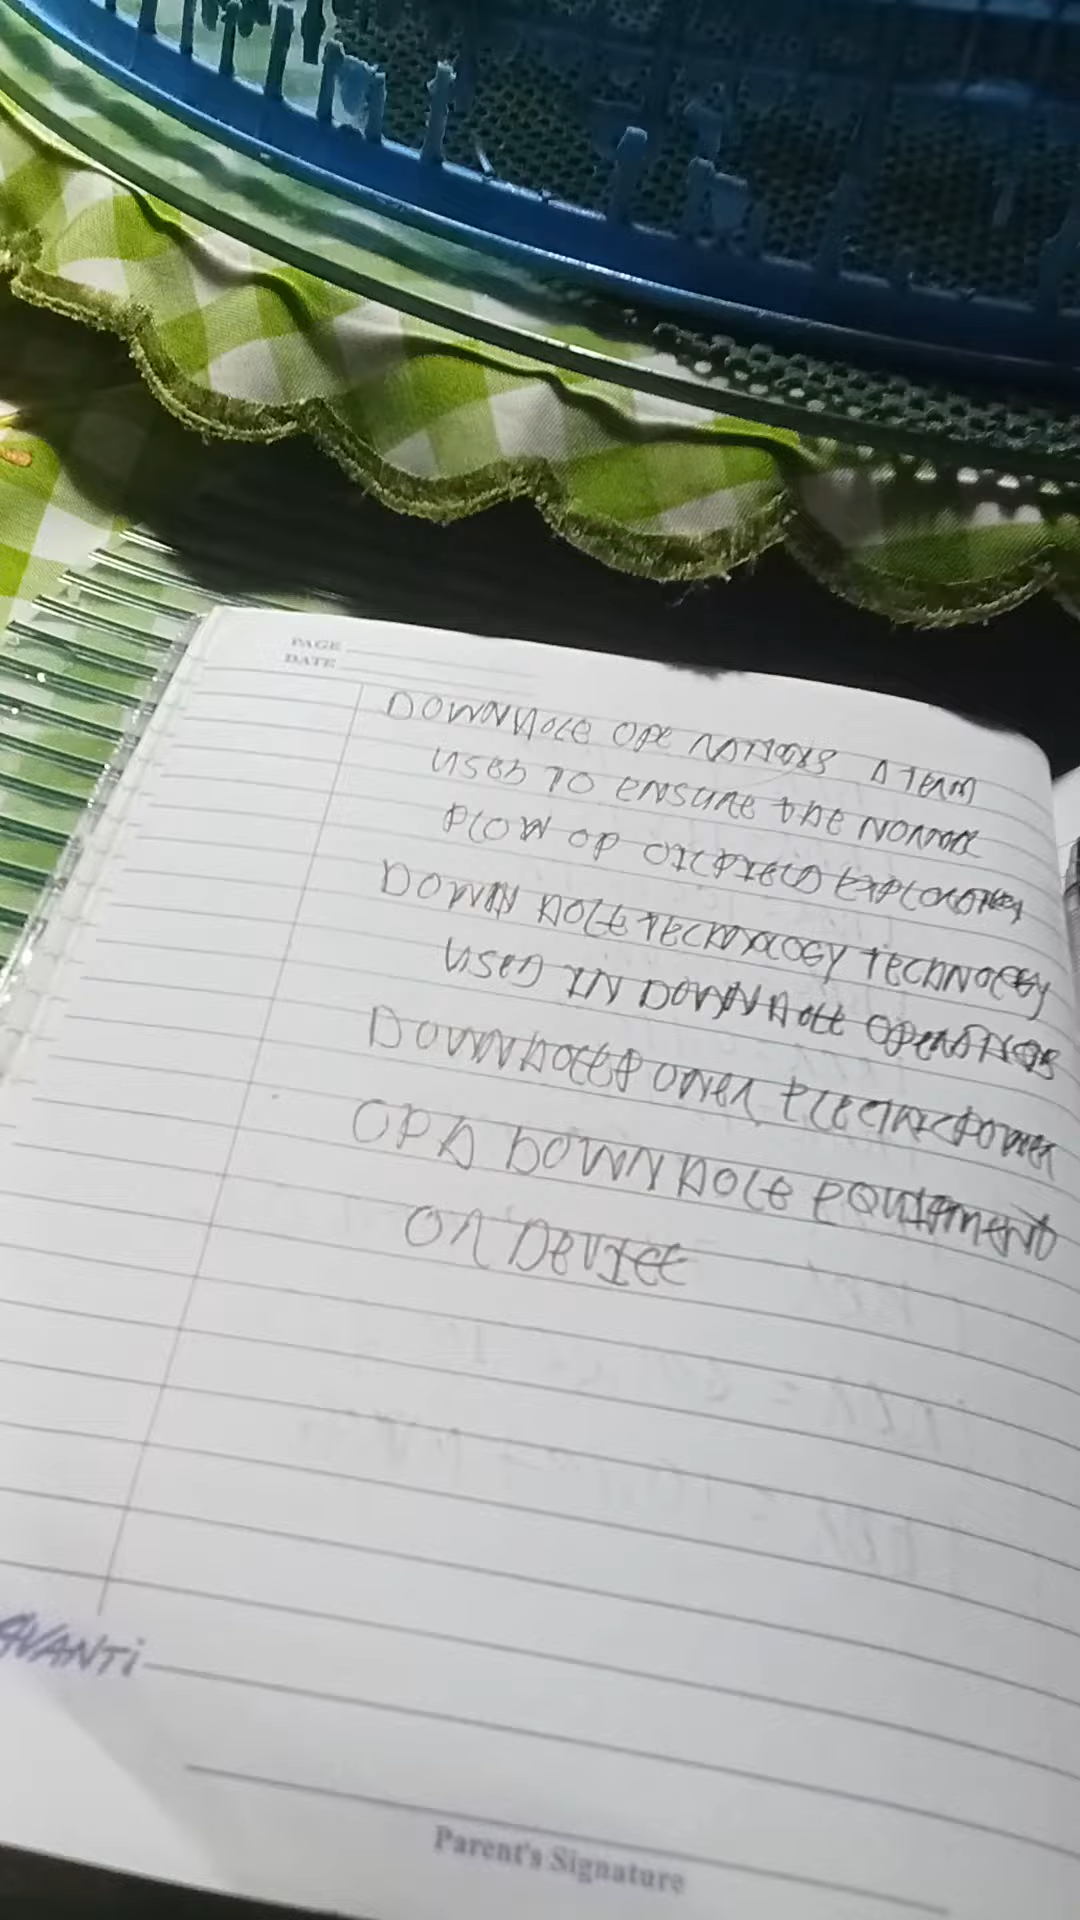 PAGE
DATE
DOWNHOLE OPERATIONS A TERM
USED TO ENSURE THE NORMAL
FLOW OF OILFIELD EXPLORATION
DOWN HOLE TECHNOLOGY TECHNOLOGY
USED IN DOWNHOLE OPERATIONS
DOWNHOLE POWER ELECTRIC POWER
OF A DOWNHOLE EQUIPMENT
OR DEVICE
AVANTi
Parent's Signature